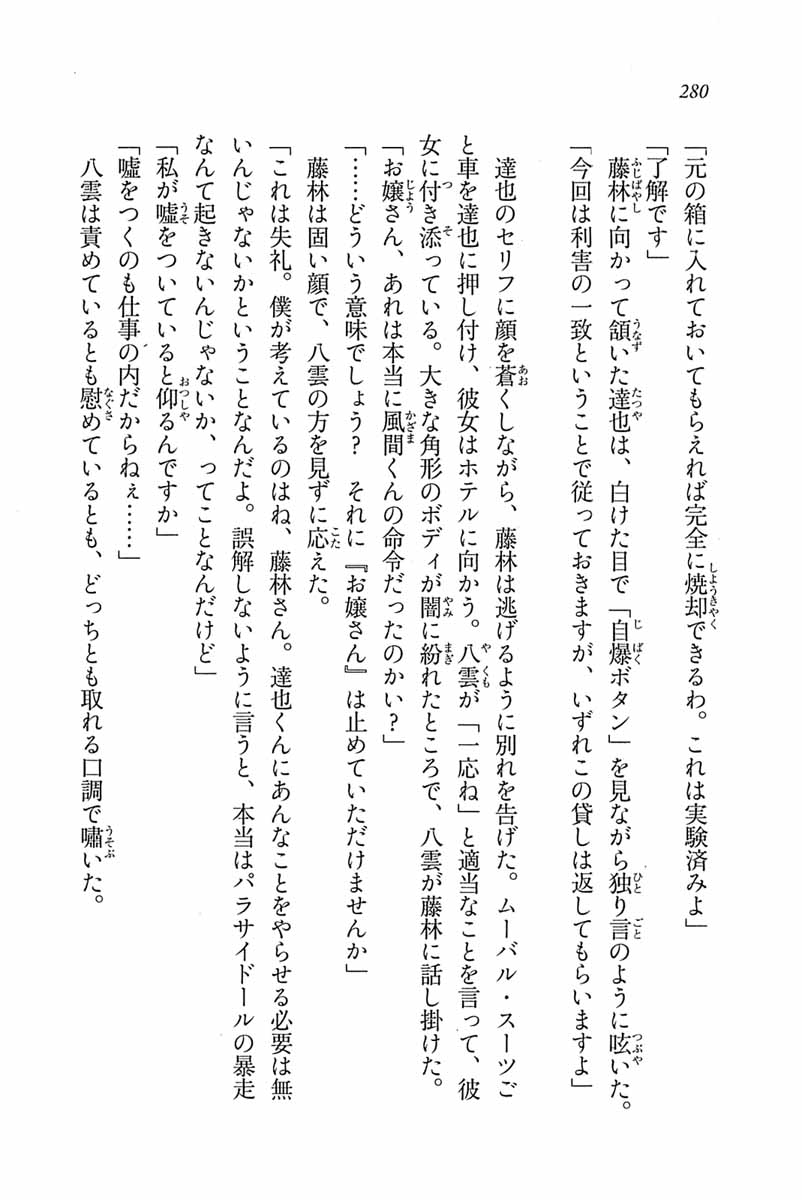 280
「元の箱に入れておいてもらえれば完全に焼却できるわ。これは実験済みよ」
「了解です」
　藤林に向かって頷いた達也は、白けた目で「自爆ボタン」を見ながら独り言のように呟いた。
「今回は利害の一致ということで従っておきますが、いずれこの貸しは返してもらいますよ」
　達也のセリフに顔を蒼くしながら、藤林は逃げるように別れを告げた。ムーバル・スーツご
と車を達也に押し付け、彼女はホテルに向かう。八雲が「一応ね」と適当なことを言って、彼
女に付き添っている。大きな角形のボディが闇に紛れたところで、八雲が藤林に話し掛けた。
「お嬢さん、あれは本当に風間くんの命令だったのかい？」
「……どういう意味でしょう？　それに『お嬢さん』は止めていただけませんか」
　藤林は固い顔で、八雲の方を見ずに応えた。
「これは失礼。僕が考えているのはね、藤林さん。達也くんにあんなことをやらせる必要は無
いんじゃないかということなんだよ。誤解しないように言うと、本当はパラサイドールの暴走
なんて起きないんじゃないか、ってことなんだけど」
「私が嘘をついていると仰るんですか」
「嘘をつくのも仕事の内だからねぇ……」
　八雲は責めているとも慰めているとも、どっちとも取れる口調で嘯いた。